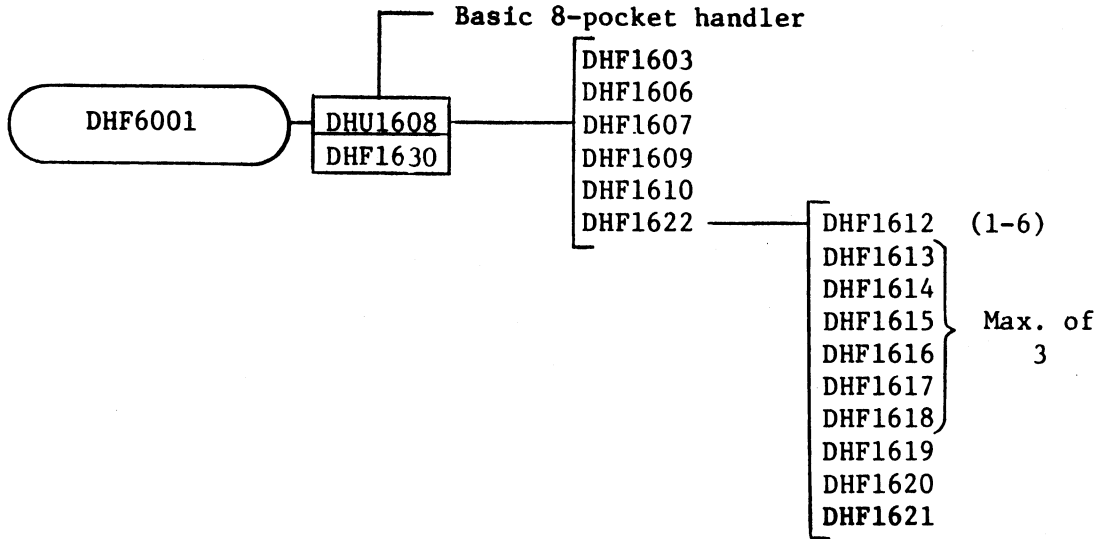 Basic 8-pocket handler
DHF6001
DHU1608
DHF1630
DHF1603
DHF1606
DHF1607
DHF1609
DHF1610
DHF1622
DHF1612 (1-6)
DHF1613
DHF1614
DHF1615
DHF1616
DHF1617
DHF1618
Max. of
3
DHF1619
DHF1620
DHF1621